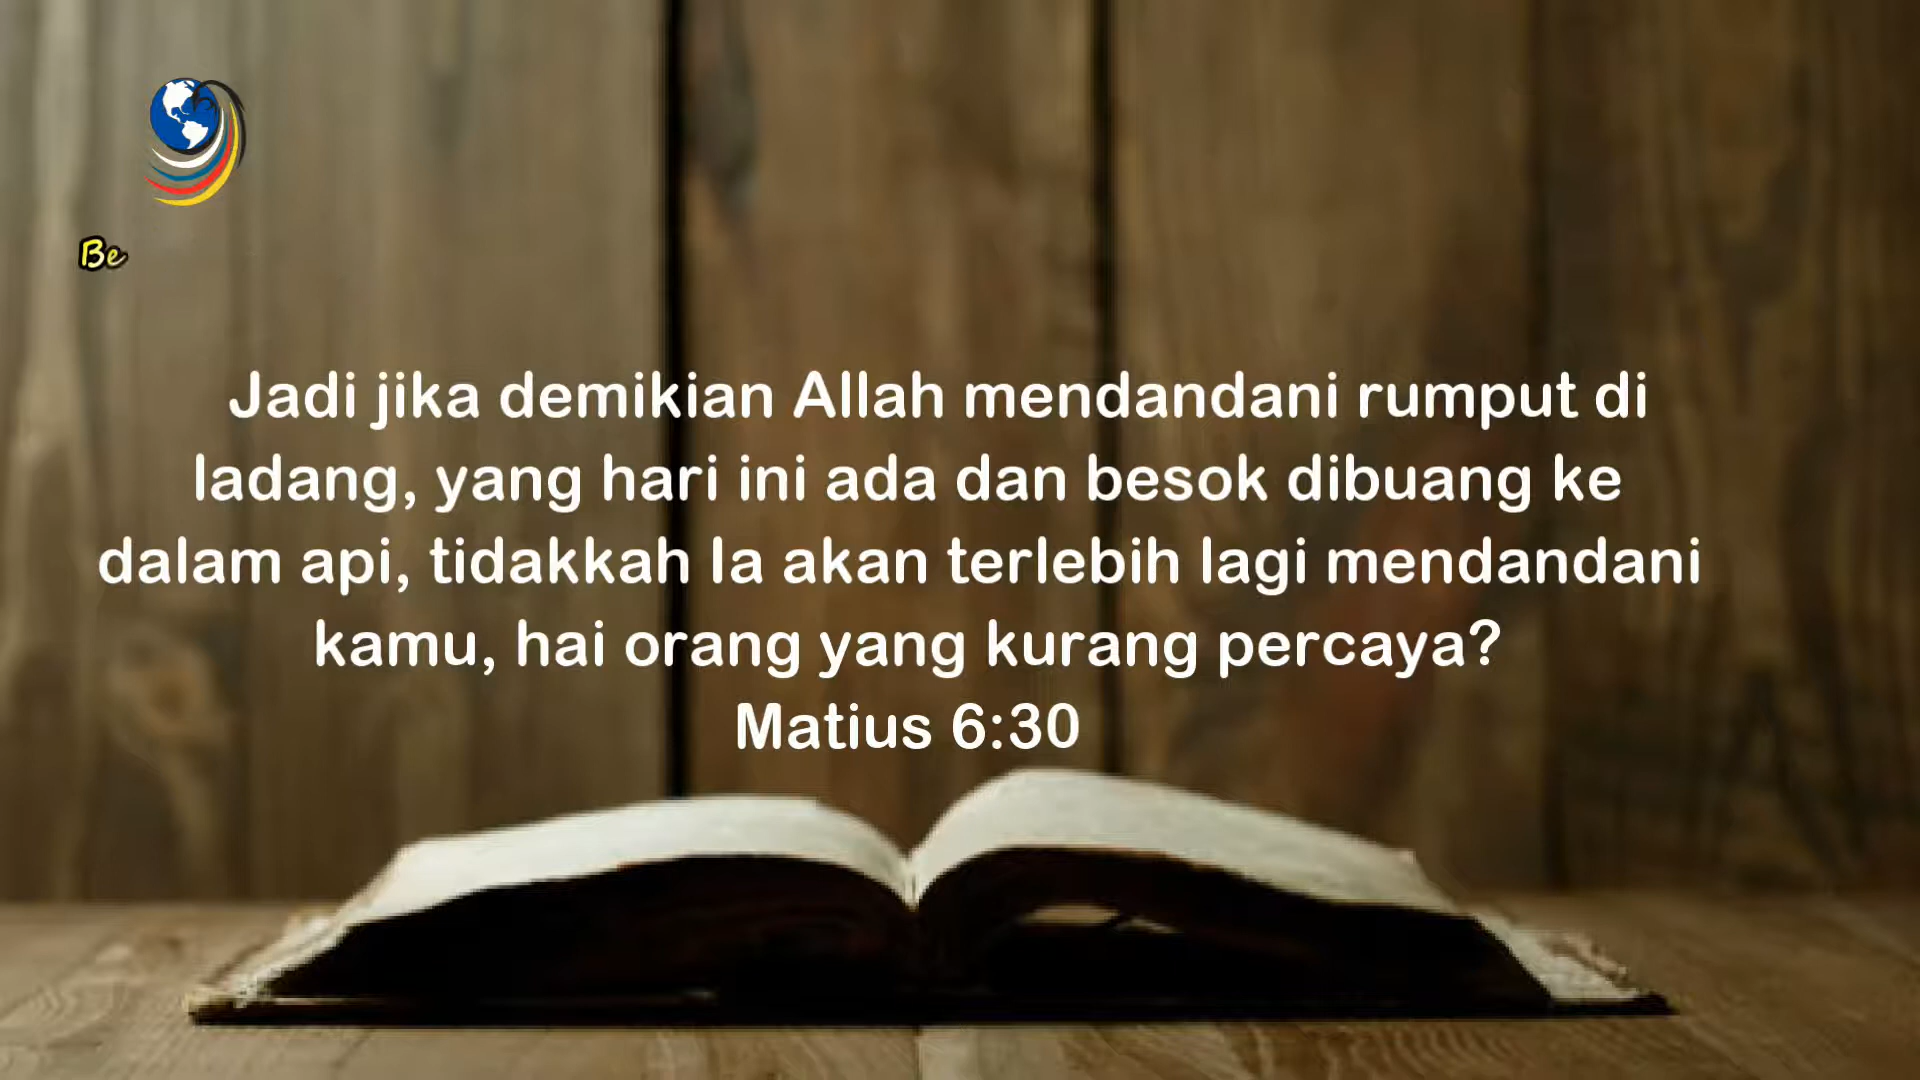 Be
Jadi jika demikian Allah mendandani rumput di
ladang, yang hari ini ada dan besok dibuang ke
dalam api, tidakkah Ia akan terlebih lagi mendandani
kamu, hai orang yang kurang percaya?
Matius 6:30